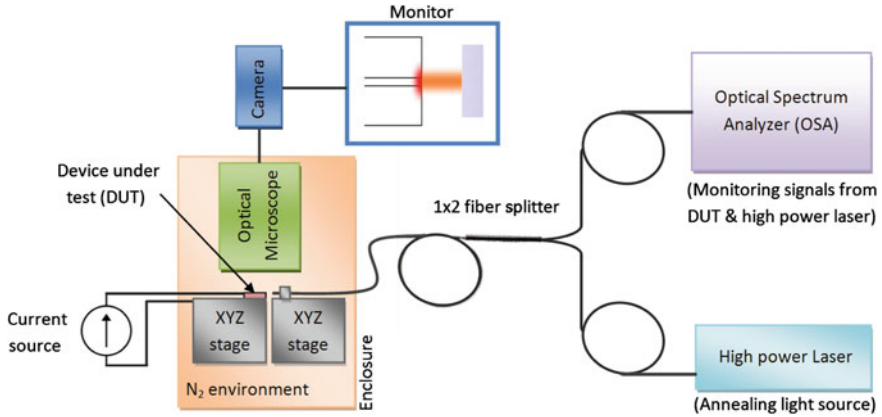 Monitor
Camera
Optical Spectrum
Analyzer (OSA)
(Monitoring signals from
DUT & high power laser)
Device under
test (DUT)
Optical
Microscope
1x2 fiber splitter
Current
source
XYZ
stage
XYZ
stage
N₂ environment
Enclosure
High power Laser
(Annealing light source)